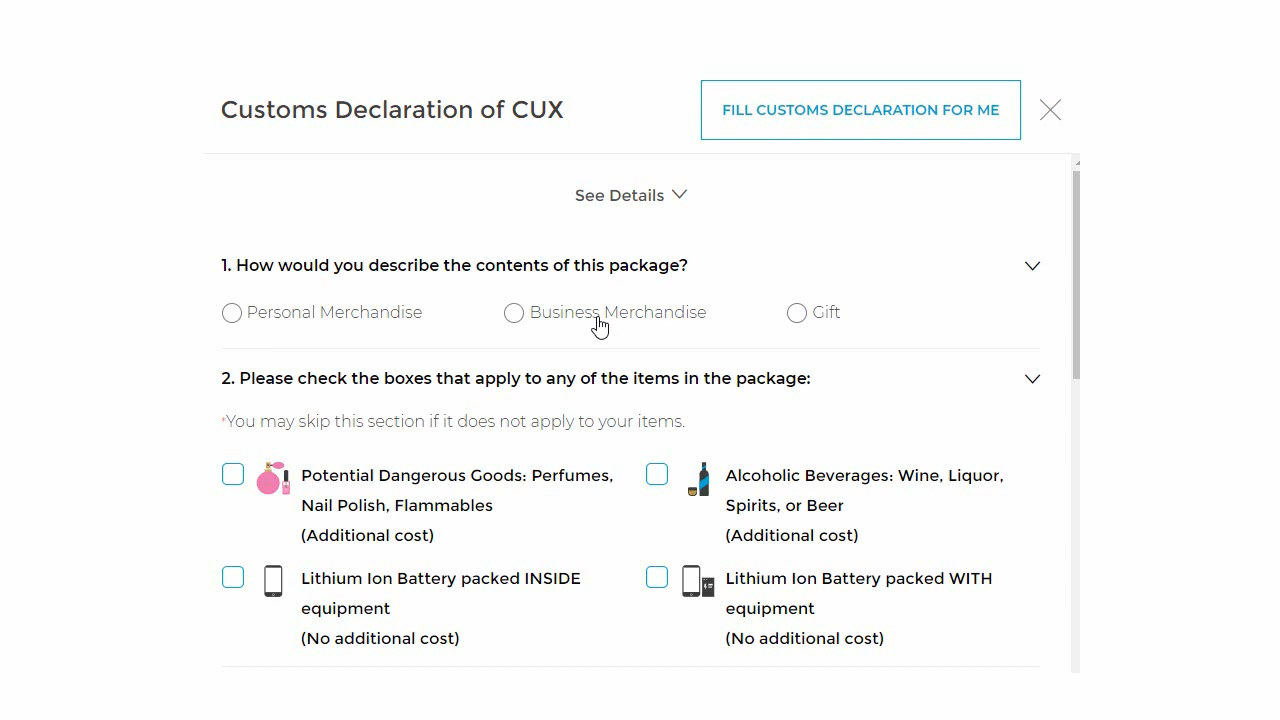 Customs Declaration of CUX
FILL CUSTOMS DECLARATION FOR ME
See Details
1. How would you describe the contents of this package?
Personal Merchandise
Business Merchandise
Gift
2. Please check the boxes that apply to any of the items in the package:
*You may skip this section if it does not apply to your items.
Potential Dangerous Goods: Perfumes,
Nail Polish, Flammables
(Additional cost)
Alcoholic Beverages: Wine, Liquor,
Spirits, or Beer
(Additional cost)
Lithium Ion Battery packed INSIDE
equipment
(No additional cost)
Lithium Ion Battery packed WITH
equipment
(No additional cost)